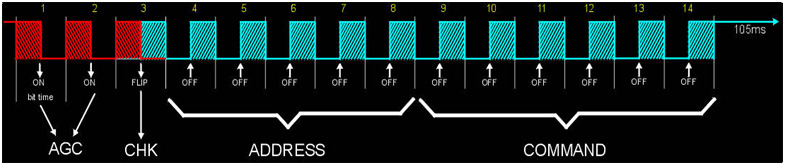 1 2 3 4 5 6 7 8 9 10 11 12 13 14
105ms
ON ON FLIP OFF OFF OFF OFF OFF OFF OFF OFF OFF OFF OFF
bit time
AGC CHK ADDRESS COMMAND